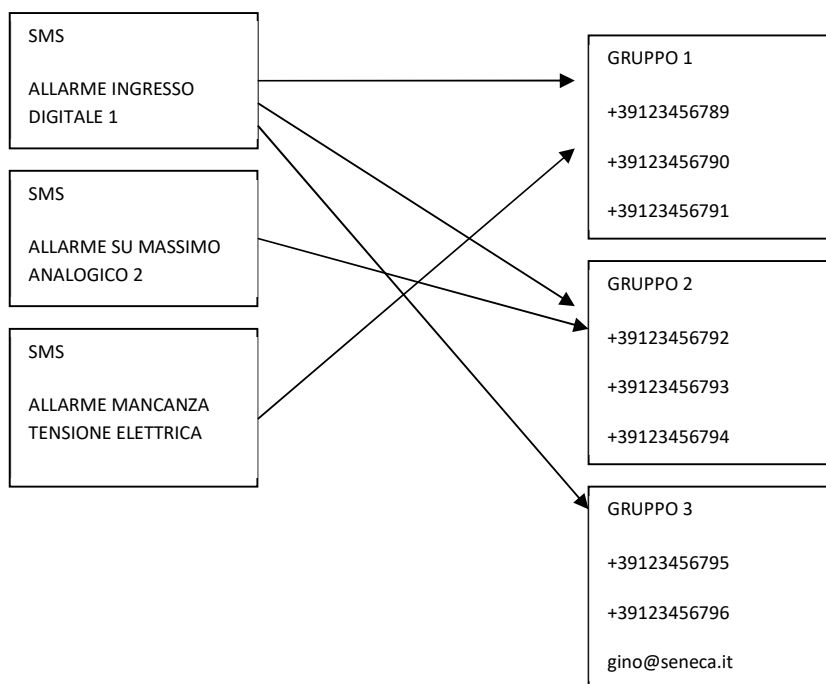 SMS
ALLARME INGRESSO
DIGITALE 1
SMS
ALLARME SU MASSIMO
ANALOGICO 2
SMS
ALLARME MANCANZA
TENSIONE ELETTRICA
GRUPPO 1
+39123456789
+39123456790
+39123456791
GRUPPO 2
+39123456792
+39123456793
+39123456794
GRUPPO 3
+39123456795
+39123456796
gino@seneca.it